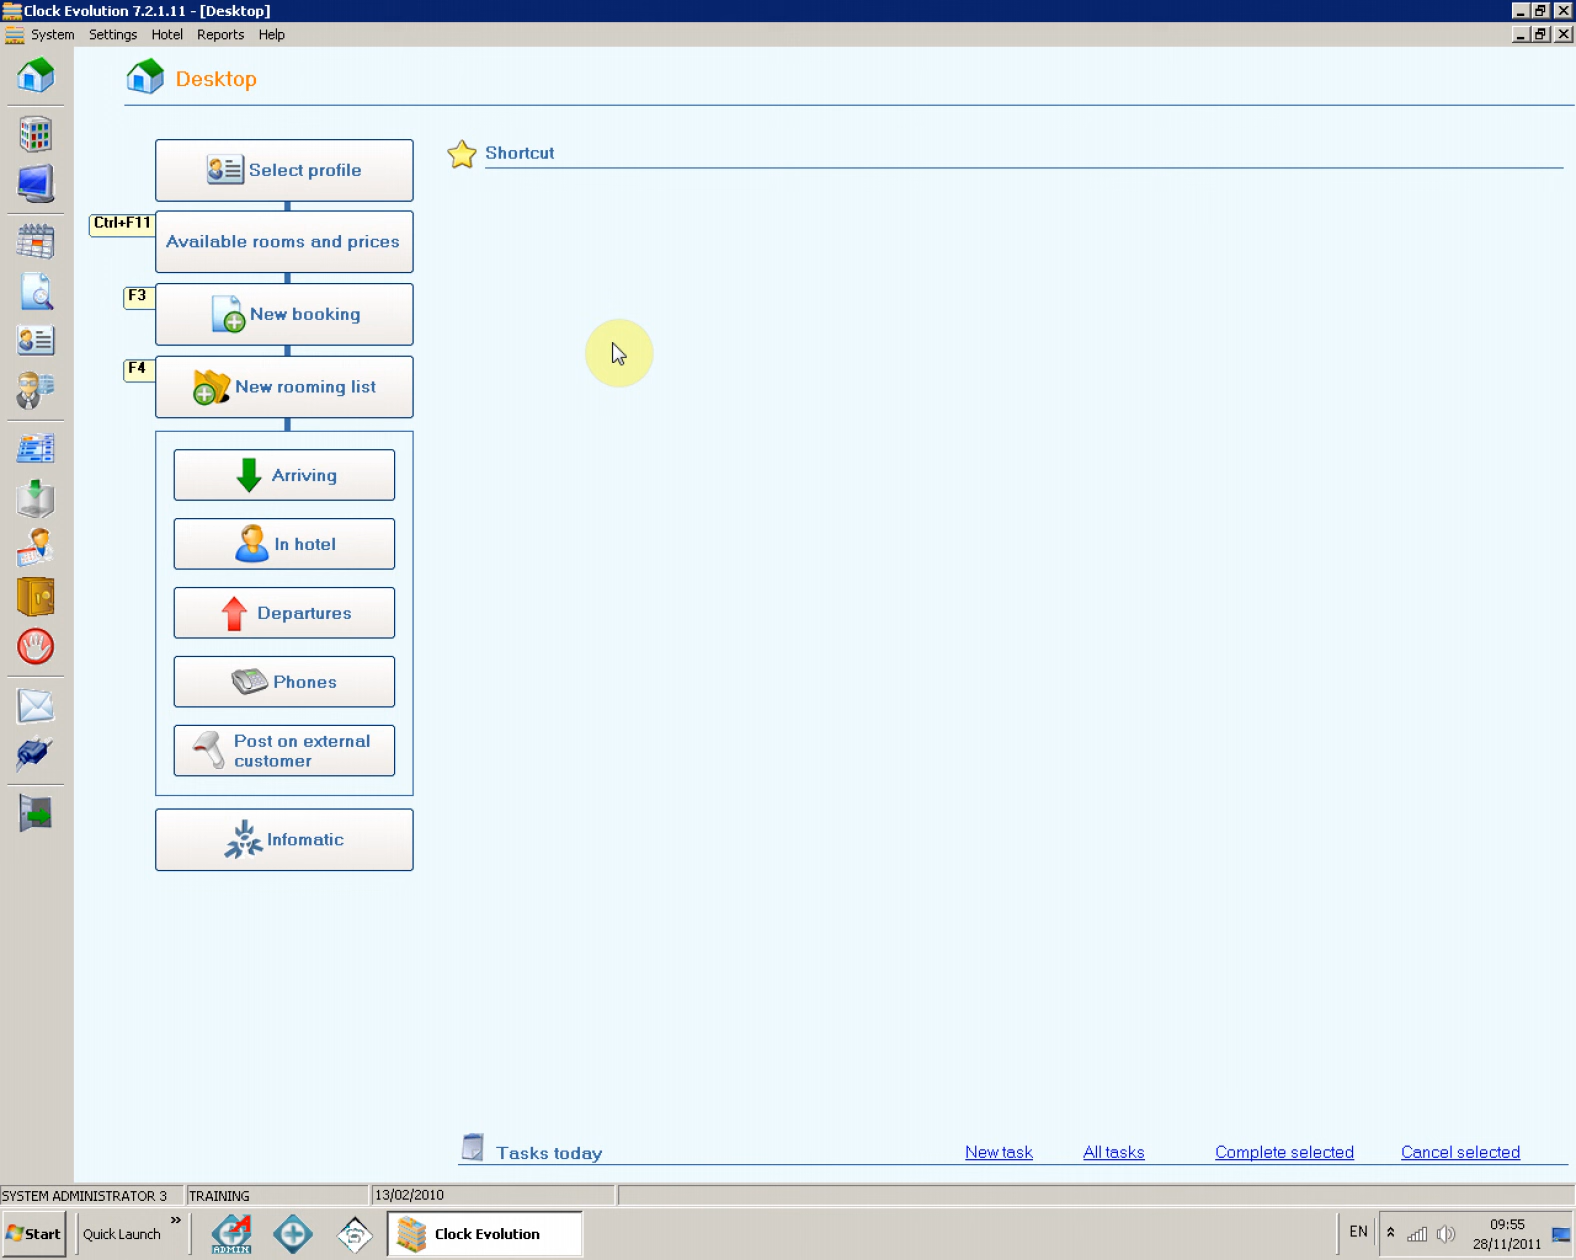 Clock Evolution 7.2.1.11 - [Desktop]
System Settings Hotel Reports Help
Desktop
Select profile
Shortcut
Ctrl+F11
Available rooms and prices
F3
New booking
F4
New rooming list
Arriving
In hotel
Departures
Phones
Post on external
customer
Infomatic
Tasks today New task All tasks Complete selected Cancel selected
SYSTEM ADMINISTRATOR 3 TRAINING 13/02/2010
Start Quick Launch » ADMIN Clock Evolution EN 09:55
28/11/2011